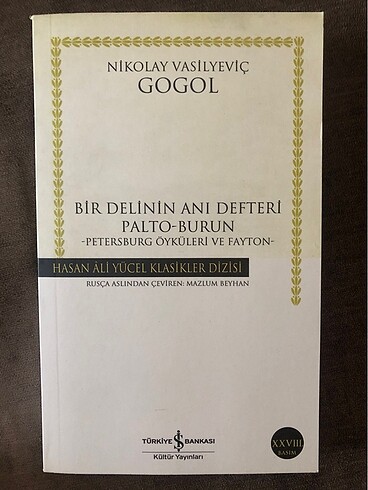 NİKOLAY VASİLYEVİÇ
GOGOL
BİR DELİNİN ANI DEFTERİ
PALTO-BURUN
-PETERSBURG ÖYKÜLERİ VE FAYTON-
HASAN ÂLİ YÜCEL KLASİKLER DİZİSİ
RUSÇA ASLINDAN ÇEVİREN: MAZLUM BEYHAN
TÜRKİYE İŞ BANKASI
Kültür Yayınları
XXVIII.
BASIM